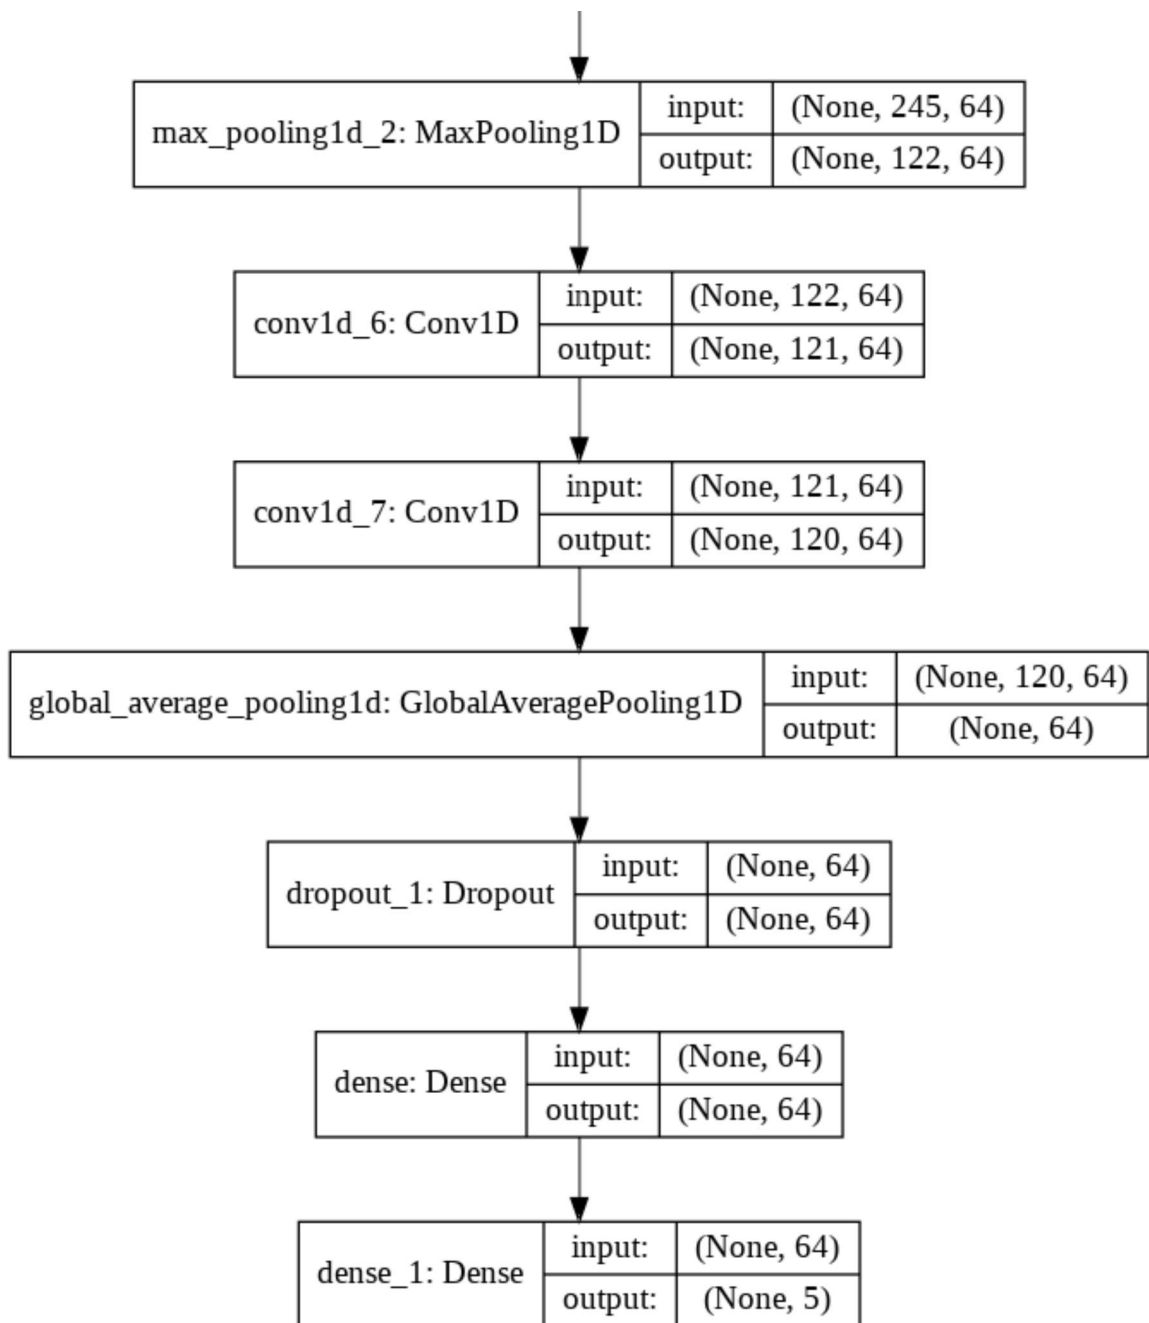 max_pooling1d_2: MaxPooling1D
input: (None, 245, 64)
output: (None, 122, 64)
conv1d_6: Conv1D
input: (None, 122, 64)
output: (None, 121, 64)
conv1d_7: Conv1D
input: (None, 121, 64)
output: (None, 120, 64)
global_average_pooling1d: GlobalAveragePooling1D
input: (None, 120, 64)
output: (None, 64)
dropout_1: Dropout
input: (None, 64)
output: (None, 64)
dense: Dense
input: (None, 64)
output: (None, 64)
dense_1: Dense
input: (None, 64)
output: (None, 5)